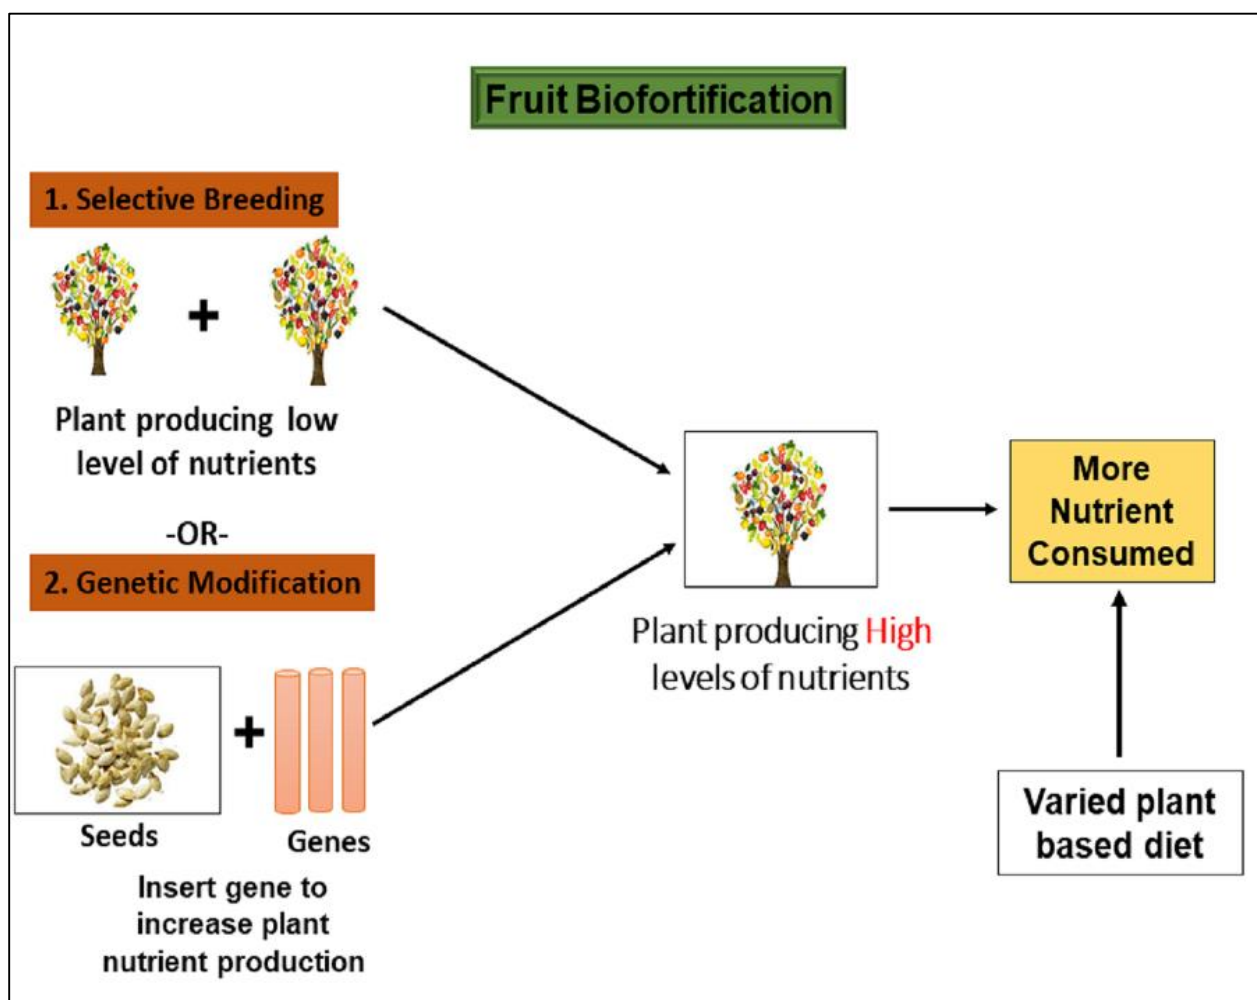 Fruit Biofortification
1. Selective Breeding
+
Plant producing low
level of nutrients
-OR-
2. Genetic Modification
+
Seeds
Genes
Insert gene to
increase plant
nutrient production
Plant producing High
levels of nutrients
More
Nutrient
Consumed
Varied plant
based diet